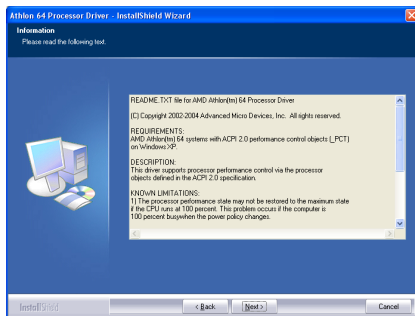 Athlon 64 Processor Driver - InstallShield Wizard
Information
Please read the following text.
README.TXT file for AMD Athlon(tm) 64 Processor Driver
(C) Copyright 2002-2004 Advanced Micro Devices, Inc. All rights reserved.
REQUIREMENTS:
AMD Athlon(tm) 64 systems with ACPI 2.0 performance control objects (_PCT)
on Windows XP.
DESCRIPTION:
This driver supports processor performance control via the processor
objects defined in the ACPI 2.0 specification.
KNOWN LIMITATIONS:
1) The processor performance state may not be restored to the maximum state
if the CPU runs at 100 percent. This problem occurs if the computer is
100 percent busywhen the power policy changes.
InstallShield
< Back
Next >
Cancel